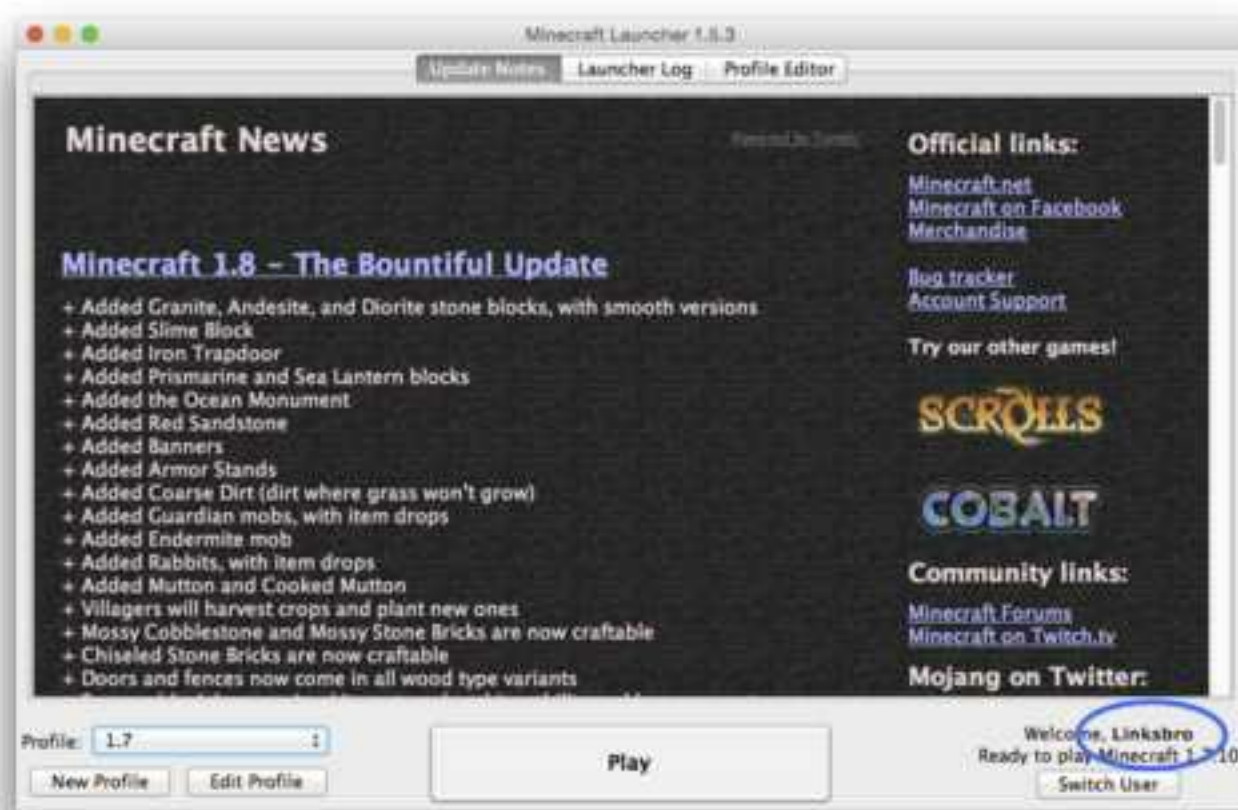 Minecraft Launcher 1.5.3
Update Notes
Launcher Log
Profile Editor
Minecraft News
Powered by Tumblr
Minecraft 1.8 – The Bountiful Update
+ Added Granite, Andesite, and Diorite stone blocks, with smooth versions
+ Added Slime Block
+ Added Iron Trapdoor
+ Added Prismarine and Sea Lantern blocks
+ Added the Ocean Monument
+ Added Red Sandstone
+ Added Banners
+ Added Armor Stands
+ Added Coarse Dirt (dirt where grass won't grow)
+ Added Guardian mobs, with item drops
+ Added Endermite mob
+ Added Rabbits, with item drops
+ Added Mutton and Cooked Mutton
+ Villagers will harvest crops and plant new ones
+ Mossy Cobblestone and Mossy Stone Bricks are now craftable
+ Chiseled Stone Bricks are now craftable
+ Doors and fences now come in all wood type variants
Official links:
Minecraft.net
Minecraft on Facebook
Merchandise
Bug tracker
Account Support
Try our other games!
SCROLLS
COBALT
Community links:
Minecraft Forums
Minecraft on Twitch.tv
Mojang on Twitter:
Profile: 1.7
New Profile
Edit Profile
Play
Welcome, Linksbro
Ready to play Minecraft 1.7.10
Switch User